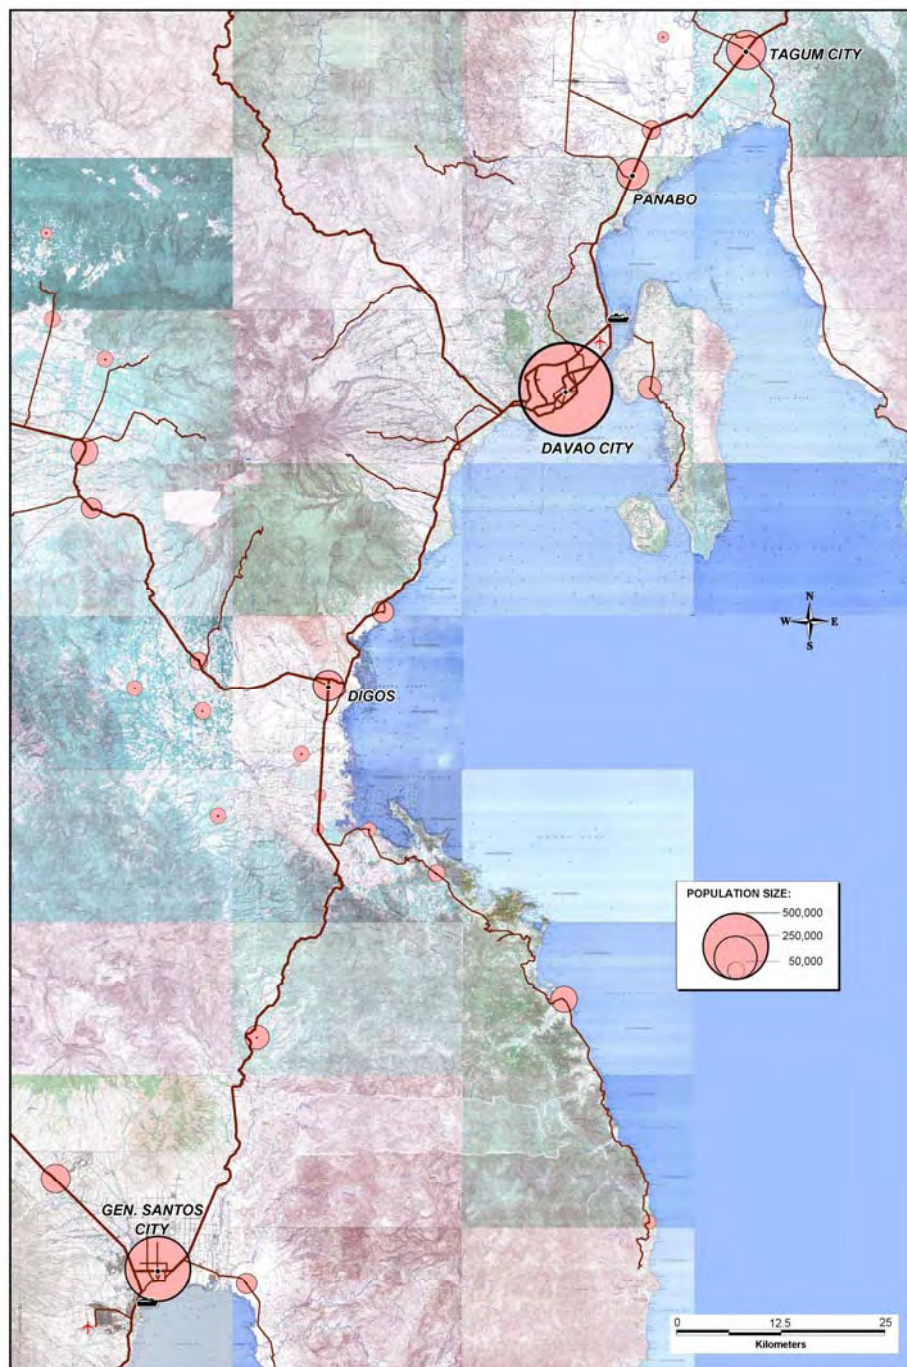 TAGUM CITY
PANABO
DAVAO CITY
N
W E
S
DIGOS
POPULATION SIZE:
500,000
250,000
50,000
GEN. SANTOS
CITY
0 12.5 25
Kilometers